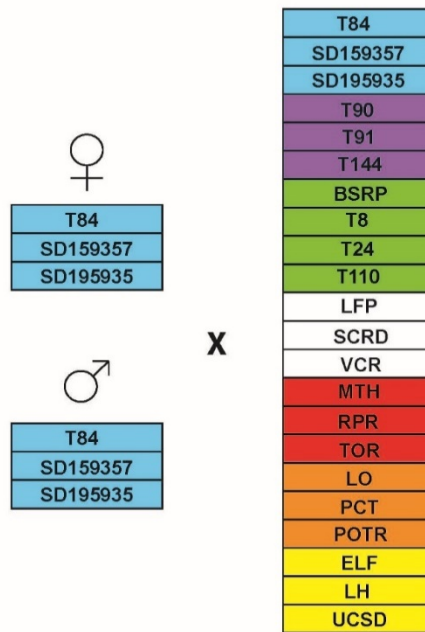 T84
SD159357
SD195935
T84
SD159357
SD195935
X
T84
SD159357
SD195935
T90
T91
T144
BSRP
T8
T24
T110
LFP
SCRD
VCR
MTH
RPR
TOR
LO
PCT
POTR
ELF
LH
UCSD